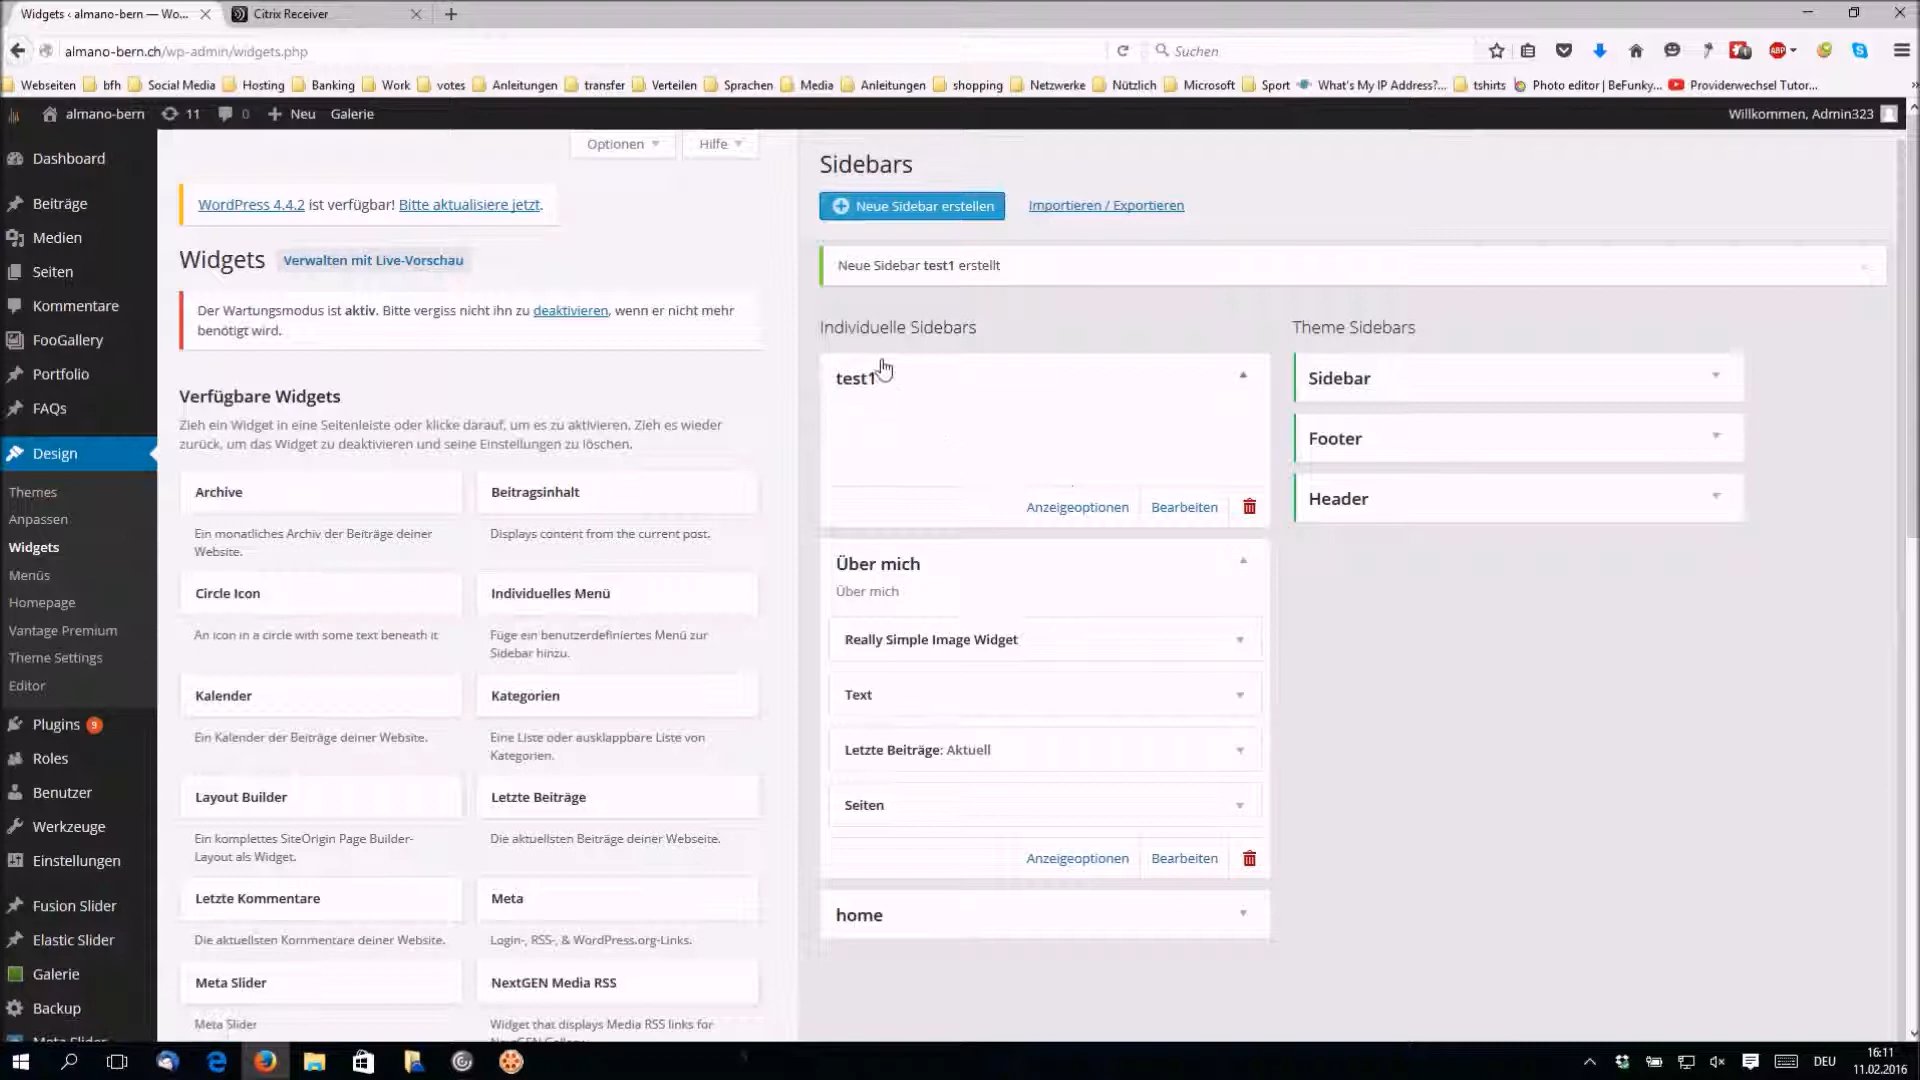 Widgets ‹ almano-bern — Wo...
Citrix Receiver
almano-bern.ch/wp-admin/widgets.php
Suchen
Webseiten
bfh
Social Media
Hosting
Banking
Work
votes
Anleitungen
transfer
Verteilen
Sprachen
Media
Anleitungen
shopping
Netzwerke
Nützlich
Microsoft
Sport
What's My IP Address?...
tshirts
Photo editor | BeFunky...
Providerwechsel Tutor...
almano-bern
11
0
Neu
Galerie
Willkommen, Admin323
Dashboard
Beiträge
Medien
Seiten
Kommentare
FooGallery
Portfolio
FAQs
Design
Themes
Anpassen
Widgets
Menüs
Homepage
Vantage Premium
Theme Settings
Editor
Plugins 9
Roles
Benutzer
Werkzeuge
Einstellungen
Fusion Slider
Elastic Slider
Galerie
Backup
Meta Slider
Optionen
Hilfe
WordPress 4.4.2 ist verfügbar! Bitte aktualisiere jetzt.
Widgets
Verwalten mit Live-Vorschau
Der Wartungsmodus ist aktiv. Bitte vergiss nicht ihn zu deaktivieren, wenn er nicht mehr
benötigt wird.
Verfügbare Widgets
Zieh ein Widget in eine Seitenleiste oder klicke darauf, um es zu aktivieren. Zieh es wieder
zurück, um das Widget zu deaktivieren und seine Einstellungen zu löschen.
Archive
Ein monatliches Archiv der Beiträge deiner
Website.
Beitragsinhalt
Displays content from the current post.
Circle Icon
An icon in a circle with some text beneath it
Individuelles Menü
Füge ein benutzerdefiniertes Menü zur
Sidebar hinzu.
Kalender
Ein Kalender der Beiträge deiner Website.
Kategorien
Eine Liste oder ausklappbare Liste von
Kategorien.
Layout Builder
Ein komplettes SiteOrigin Page Builder-
Layout als Widget.
Letzte Beiträge
Die aktuellsten Beiträge deiner Webseite.
Letzte Kommentare
Die aktuellsten Kommentare deiner Website.
Meta
Login-, RSS-, & WordPress.org-Links.
Meta Slider
Meta Slider
NextGEN Media RSS
Widget that displays Media RSS links for
NextGEN Gallery.
Sidebars
Neue Sidebar erstellen
Importieren / Exportieren
Neue Sidebar test1 erstellt
Individuelle Sidebars
test1
Anzeigeoptionen
Bearbeiten
Über mich
Über mich
Really Simple Image Widget
Text
Letzte Beiträge: Aktuell
Seiten
Anzeigeoptionen
Bearbeiten
home
Theme Sidebars
Sidebar
Footer
Header
ABP
DEU
16:11
11.02.2016